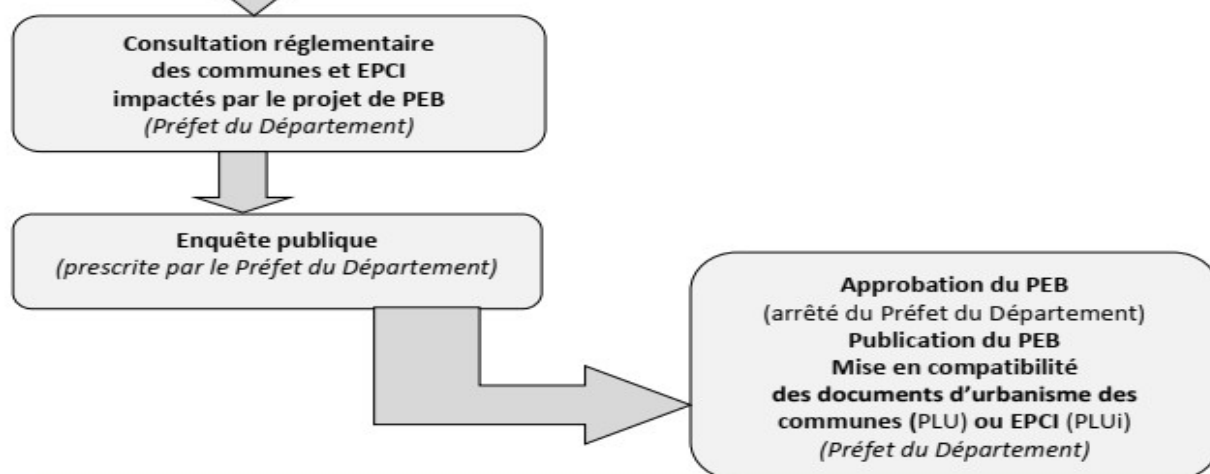 Consultation réglementaire
des communes et EPCI
impactés par le projet de PEB
(Préfet du Département)
Enquête publique
(prescrite par le Préfet du Département)
Approbation du PEB
(arrêté du Préfet du Département)
Publication du PEB
Mise en compatibilité
des documents d’urbanisme des
communes (PLU) ou EPCI (PLUi)
(Préfet du Département)